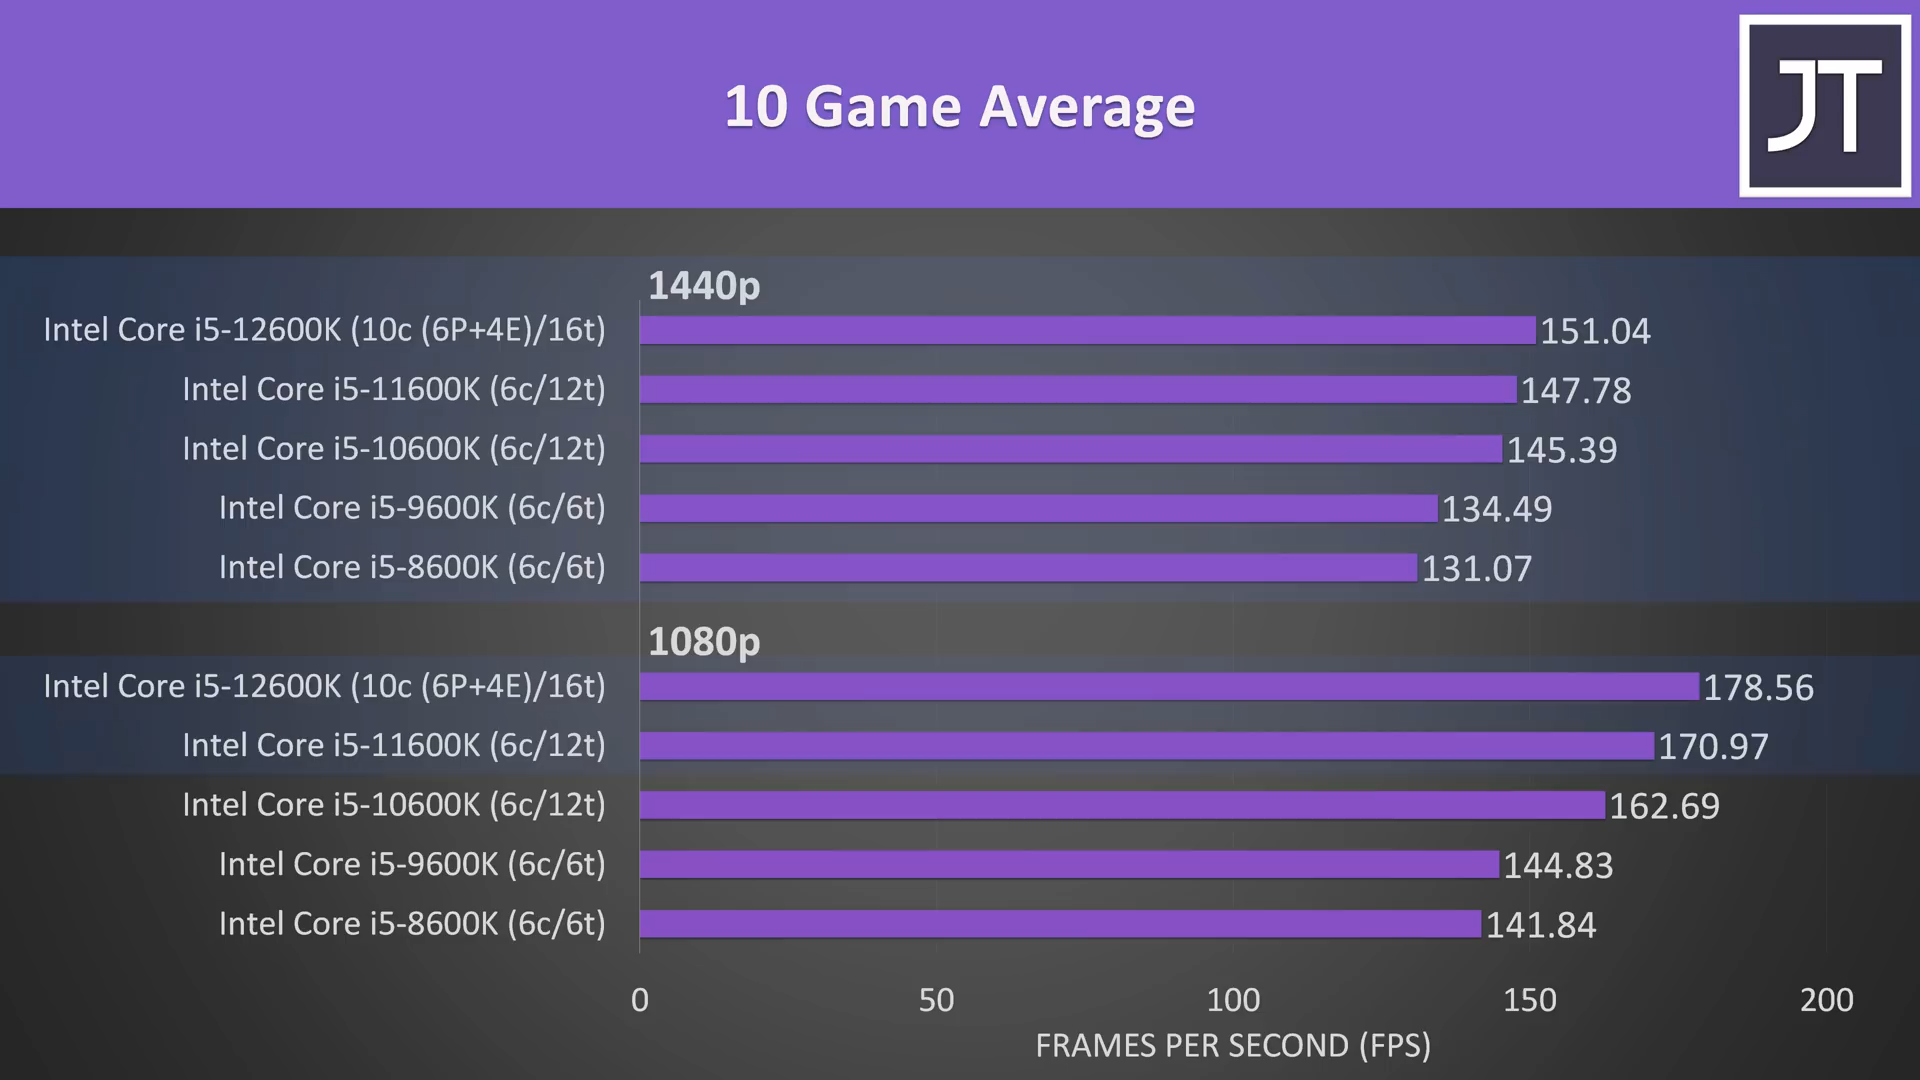 10 Game Average
JT
1440p
Intel Core i5-12600K (10c (6P+4E)/16t) 151.04
Intel Core i5-11600K (6c/12t) 147.78
Intel Core i5-10600K (6c/12t) 145.39
Intel Core i5-9600K (6c/6t) 134.49
Intel Core i5-8600K (6c/6t) 131.07
1080p
Intel Core i5-12600K (10c (6P+4E)/16t) 178.56
Intel Core i5-11600K (6c/12t) 170.97
Intel Core i5-10600K (6c/12t) 162.69
Intel Core i5-9600K (6c/6t) 144.83
Intel Core i5-8600K (6c/6t) 141.84
0 50 100 150 200
FRAMES PER SECOND (FPS)